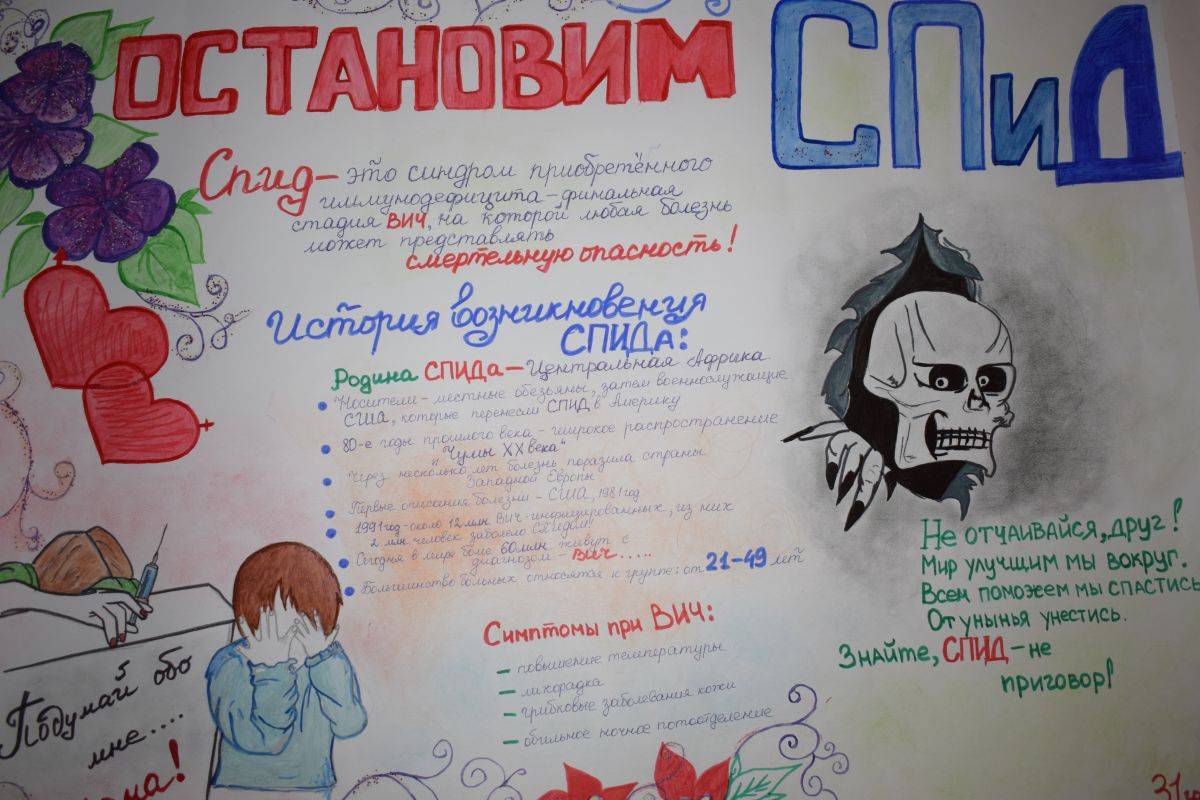 ОСТАНОВИМ СПиД
Спид – это синдром приобретённого
иммунодефицита – финальная
стадия ВИЧ, на которой любая болезнь
может представлять
смертельную опасность!
История возникновения
СПИДа:
Родина СПИДа – Центральная Африка
Носители – местные обезьяны, затем военнослужащие
США, которые перенесли СПИД в Америку
80-е годы прошлого века – широкое распространение
"Чумы XX века"
Через несколько лет болезнь поразила страны
Западной Европы
Первые описания болезни – США, 1981 год
1991 год – около 12 млн. ВИЧ-инфицированных, из них
2 млн. человек заболело СПИДом!
Сегодня в мире более 60 млн. живут с
диагнозом – ВИЧ.....
Большинство больных относятся к группе: от 21–49 лет
Симптомы при ВИЧ:
– повышение температуры
– лихорадка
– грибковые заболевания кожи
– обильное ночное потоотделение
Не отчаивайся, друг!
Мир улучшим мы вокруг.
Всем поможем мы спастись
От унынья унестись.
Знайте, СПИД – не
приговор!
Подумай обо
мне....
31